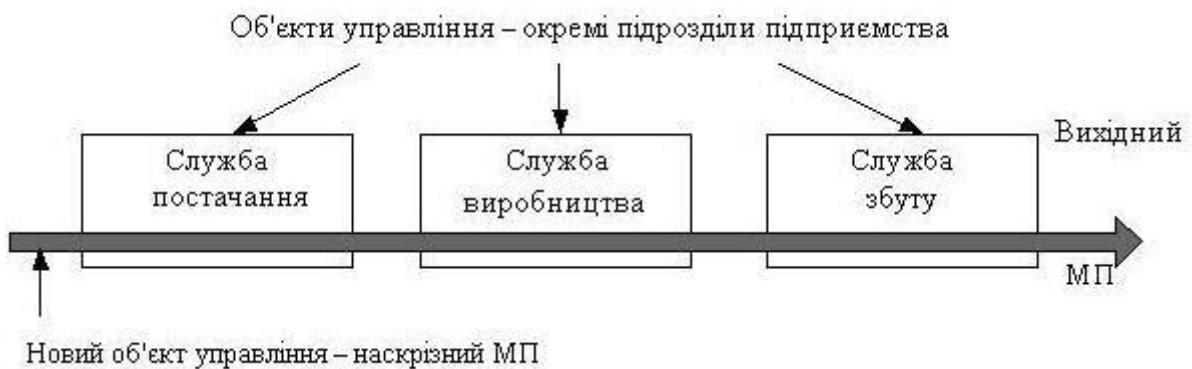 Об'єкти управління – окремі підрозділи підприємства
Служба
постачання
Служба
виробництва
Служба
збуту
Вихідний
МП
Новий об'єкт управління – наскрізний МП